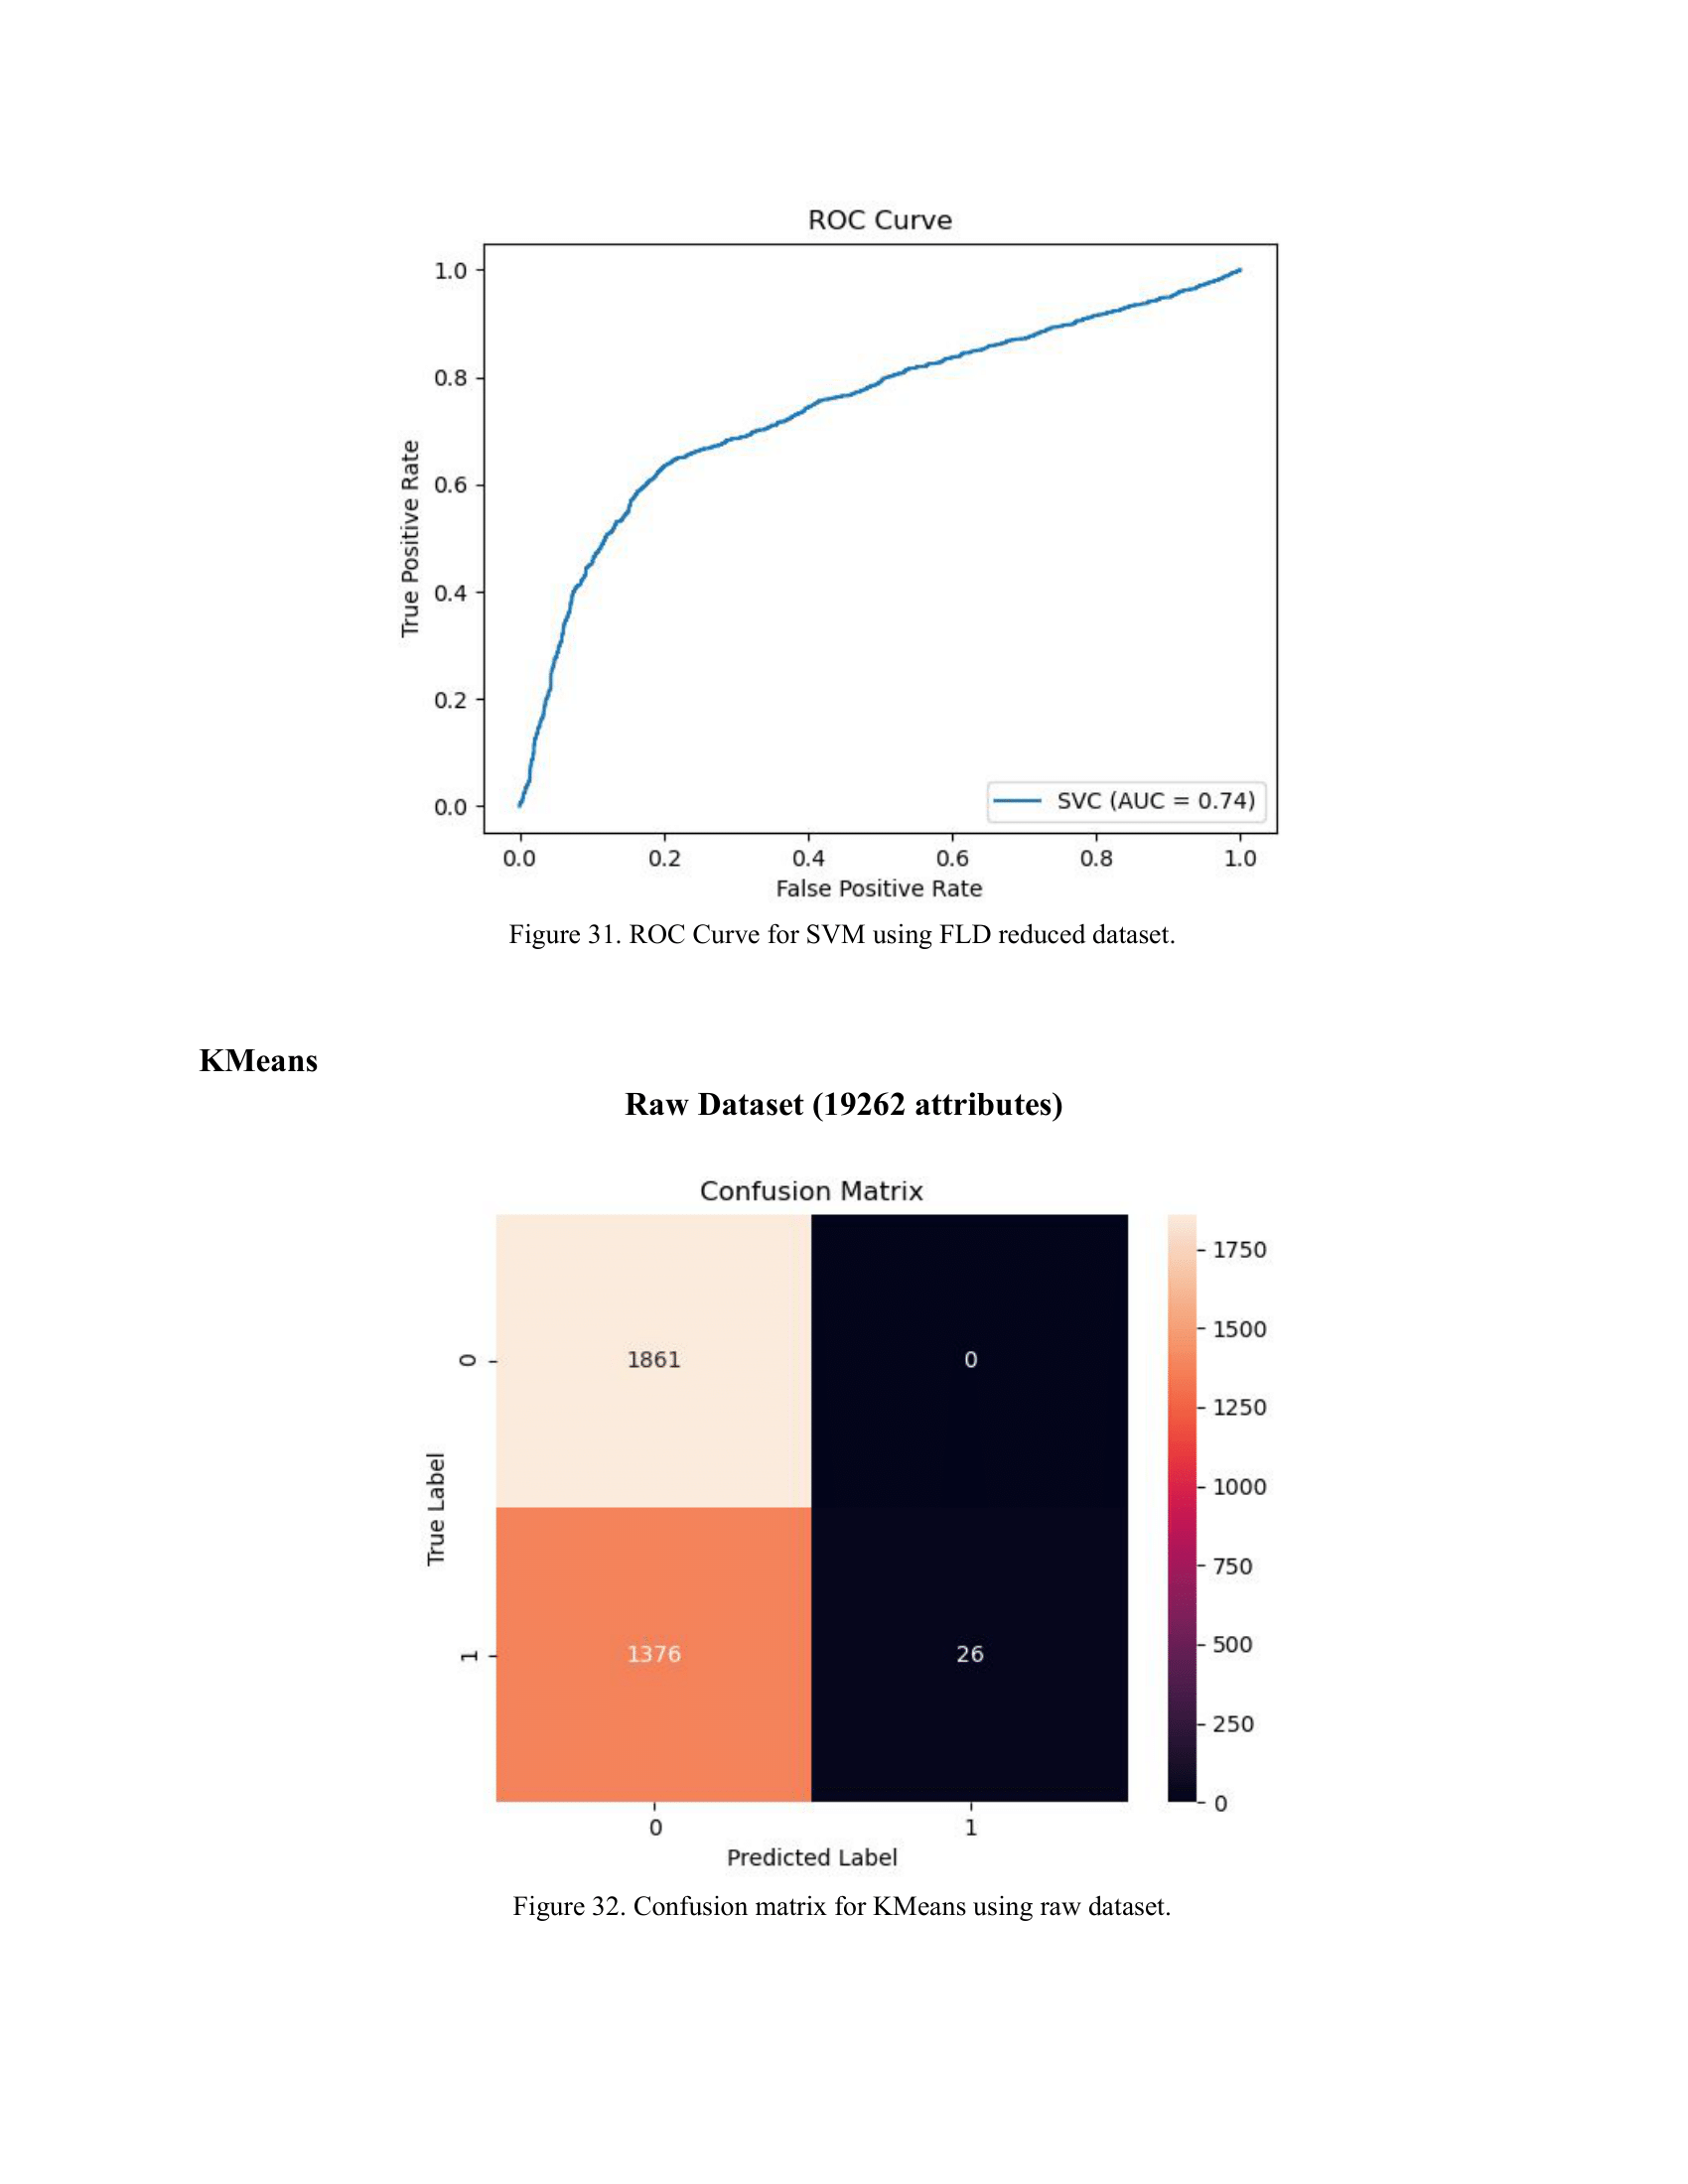 ROC Curve
1.0
0.8
0.6
0.4
0.2
0.0
True Positive Rate
SVC (AUC = 0.74)
0.0 0.2 0.4 0.6 0.8 1.0
False Positive Rate
Figure 31. ROC Curve for SVM using FLD reduced dataset.
KMeans
Raw Dataset (19262 attributes)
Confusion Matrix
True Label
0
1
1861 0
1376 26
0 1
Predicted Label
1750
1500
1250
1000
750
500
250
0
Figure 32. Confusion matrix for KMeans using raw dataset.